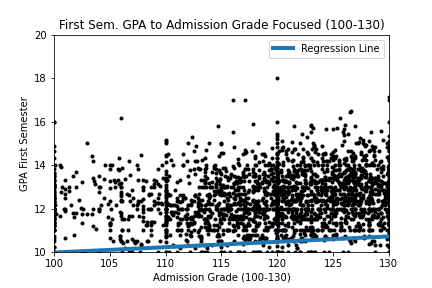 First Sem. GPA to Admission Grade Focused (100-130)
Regression Line
GPA First Semester
20
18
16
14
12
10
100 105 110 115 120 125 130
Admission Grade (100-130)